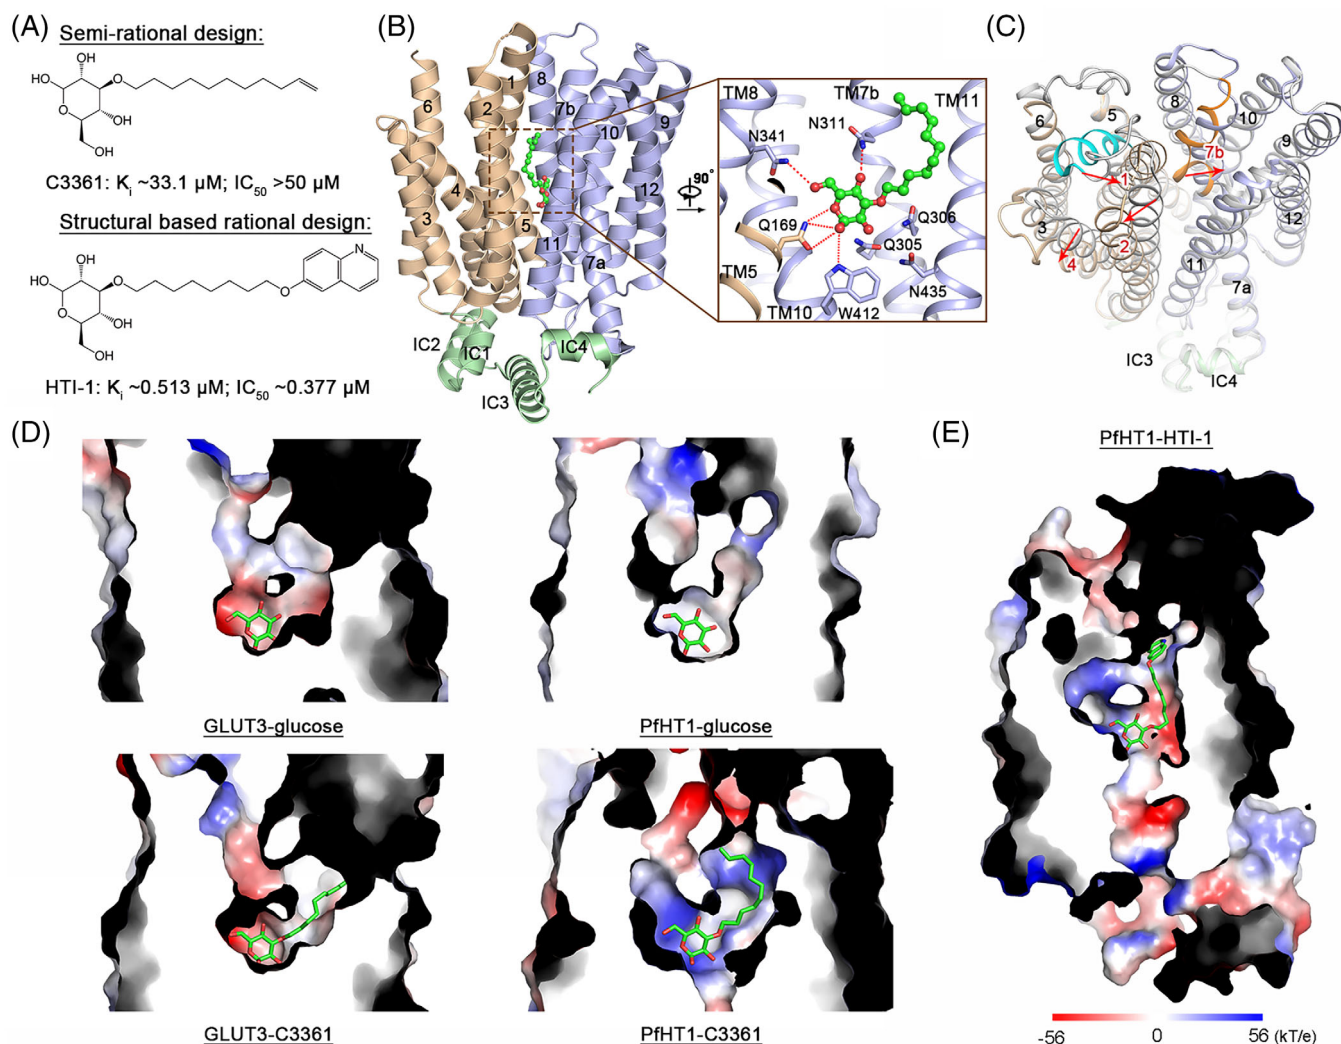 (A)
Semi-rational design:
OH
HO
OH
O
O
OH
OH
C3361: Ki ~33.1 µM; IC50 >50 µM
Structural based rational design:
OH
HO
OH
O
O
OH
OH
O
N
HTI-1: Ki ~0.513 µM; IC50 ~0.377 µM
(B)
1
8
6
2
7b
9
10
4
12
3
5
11
7a
IC2
IC1
IC4
IC3
90°
TM8
TM7b
TM11
N341
N311
Q169
Q306
Q305
TM5
N435
TM10
W412
(C)
6
5
8
10
7b
9
1
3
2
12
4
11
7a
IC3
IC4
(D)
GLUT3-glucose
PfHT1-glucose
GLUT3-C3361
PfHT1-C3361
(E)
PfHT1-HTI-1
-56 0 56 (kT/e)